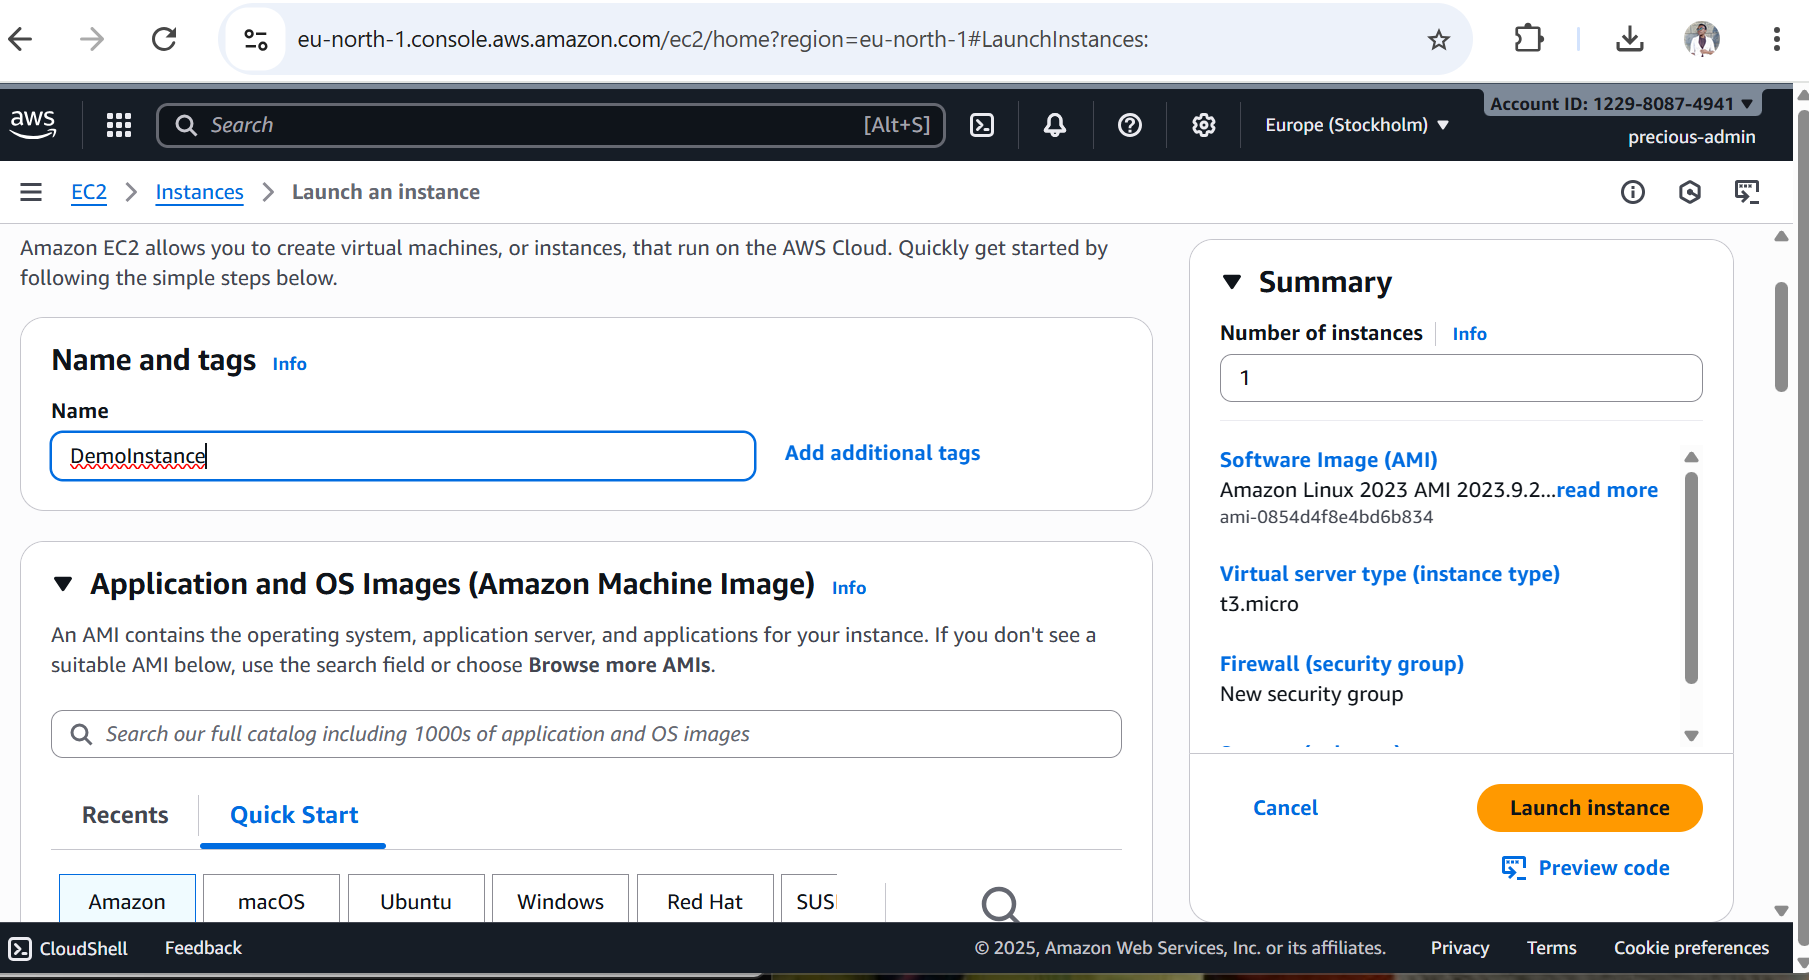 eu-north-1.console.aws.amazon.com/ec2/home?region=eu-north-1#LaunchInstances:
aws
Search
[Alt+S]
Europe (Stockholm)
Account ID: 1229-8087-4941
precious-admin
EC2
Instances
Launch an instance
Amazon EC2 allows you to create virtual machines, or instances, that run on the AWS Cloud. Quickly get started by
following the simple steps below.
Name and tags Info
Name
DemoInstance
Add additional tags
Application and OS Images (Amazon Machine Image) Info
An AMI contains the operating system, application server, and applications for your instance. If you don't see a
suitable AMI below, use the search field or choose Browse more AMIs.
Search our full catalog including 1000s of application and OS images
Recents
Quick Start
Amazon
macOS
Ubuntu
Windows
Red Hat
SUS
Summary
Number of instances
Info
1
Software Image (AMI)
Amazon Linux 2023 AMI 2023.9.2...read more
ami-0854d4f8e4bd6b834
Virtual server type (instance type)
t3.micro
Firewall (security group)
New security group
Cancel
Launch instance
Preview code
CloudShell
Feedback
© 2025, Amazon Web Services, Inc. or its affiliates.
Privacy
Terms
Cookie preferences